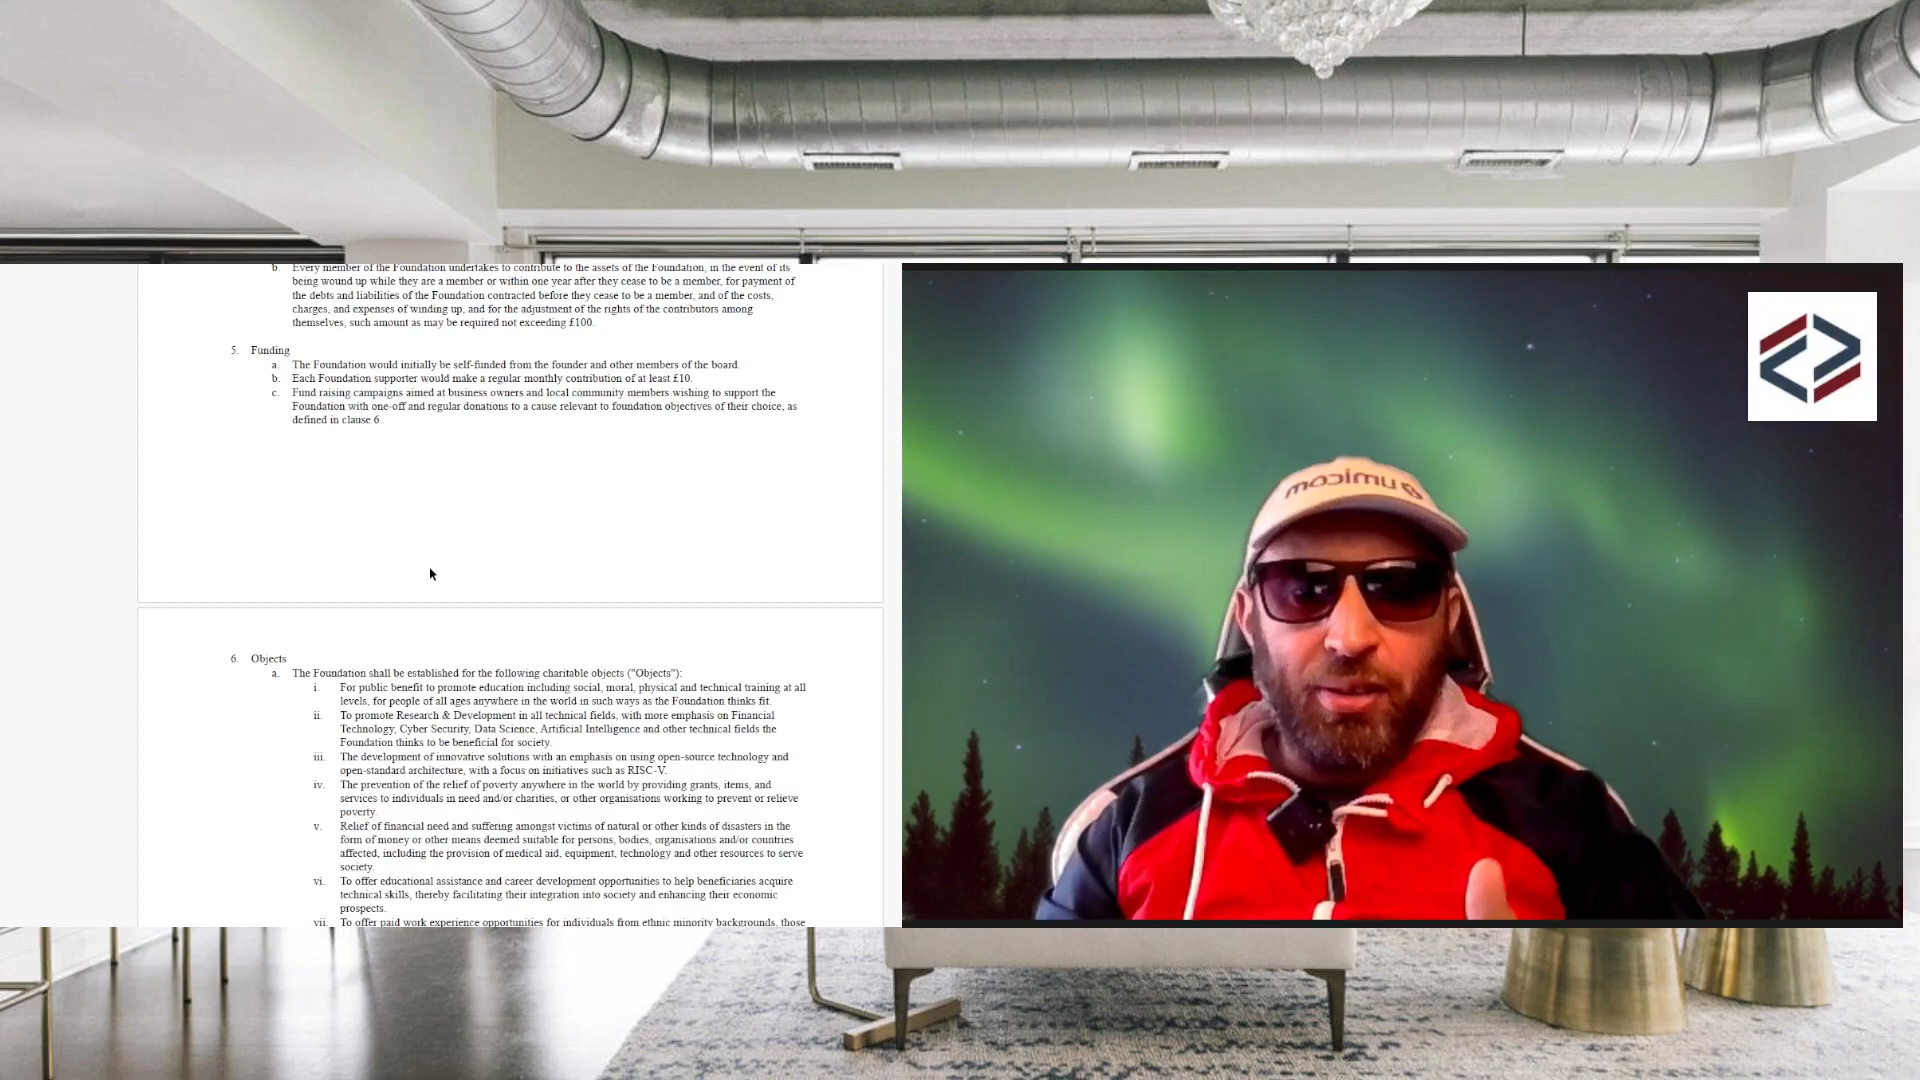 b. Every member of the Foundation undertakes to contribute to the assets of the Foundation, in the event of its
being wound up while they are a member or within one year after they cease to be a member, for payment of
the debts and liabilities of the Foundation contracted before they cease to be a member, and of the costs,
charges, and expenses of winding up, and for the adjustment of the rights of the contributors among
themselves, such amount as may be required not exceeding £100.
5. Funding
a. The Foundation would initially be self-funded from the founder and other members of the board.
b. Each Foundation supporter would make a regular monthly contribution of at least £10.
c. Fund raising campaigns aimed at business owners and local community members wishing to support the
Foundation with one-off and regular donations to a cause relevant to foundation objectives of their choice, as
defined in clause 6.
6. Objects
a. The Foundation shall be established for the following charitable objects ("Objects"):
i. For public benefit to promote education including social, moral, physical and technical training at all
levels, for people of all ages anywhere in the world in such ways as the Foundation thinks fit.
ii. To promote Research & Development in all technical fields, with more emphasis on Financial
Technology, Cyber Security, Data Science, Artificial Intelligence and other technical fields the
Foundation thinks to be beneficial for society.
iii. The development of innovative solutions with an emphasis on using open-source technology and
open-standard architecture, with a focus on initiatives such as RISC-V.
iv. The prevention of the relief of poverty anywhere in the world by providing grants, items, and
services to individuals in need and/or charities, or other organisations working to prevent or relieve
poverty.
v. Relief of financial need and suffering amongst victims of natural or other kinds of disasters in the
form of money or other means deemed suitable for persons, bodies, organisations and/or countries
affected, including the provision of medical aid, equipment, technology and other resources to serve
society.
vi. To offer educational assistance and career development opportunities to help beneficiaries acquire
technical skills, thereby facilitating their integration into society and enhancing their economic
prospects.
vii. To offer paid work experience opportunities for individuals from ethnic minority backgrounds, those
umicom